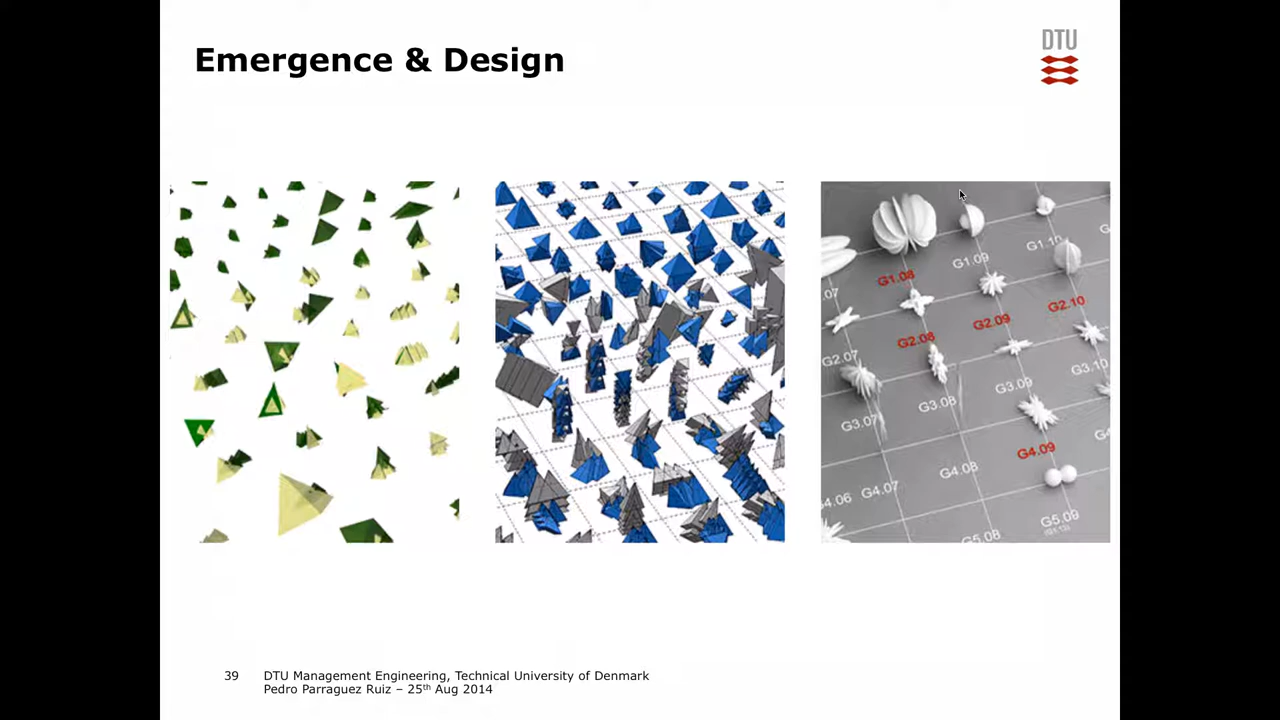 Emergence & Design
DTU
G1.10
G1.09
G1.08
.07
G2.10
G2.09
G2.08
G2.07
G3.10
G3.09
G3.08
G3.07
G4.09
G4.08
G4.07
4.06
G5.09
G5.08
39
DTU Management Engineering, Technical University of Denmark
Pedro Parraguez Ruiz – 25th Aug 2014